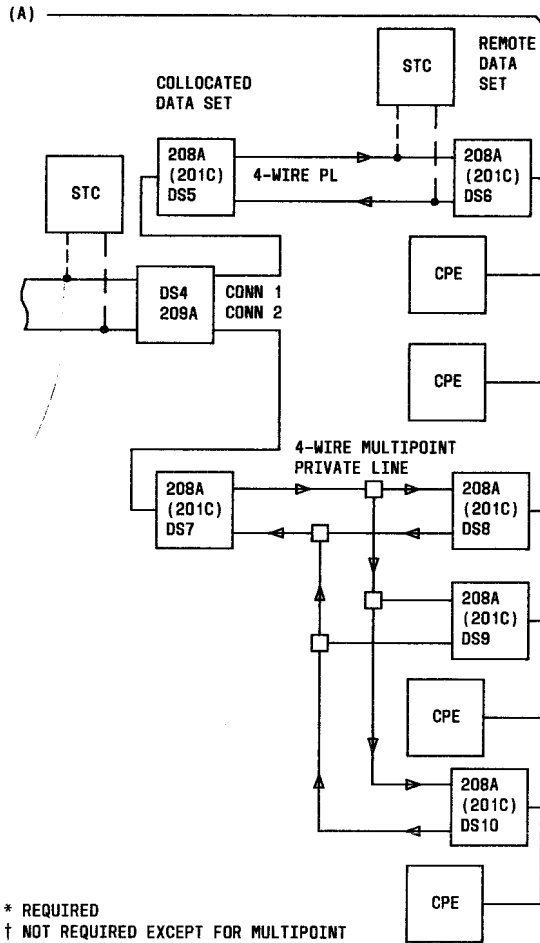 (A)
STC
REMOTE
DATA
SET
COLLOCATED
DATA SET
208A
(201C)
DS5
4-WIRE PL
208A
(201C)
DS6
STC
DS4
209A
CONN 1
CONN 2
CPE
CPE
4-WIRE MULTIPOINT
PRIVATE LINE
208A
(201C)
DS7
208A
(201C)
DS8
208A
(201C)
DS9
CPE
208A
(201C)
DS10
CPE
* REQUIRED
† NOT REQUIRED EXCEPT FOR MULTIPOINT